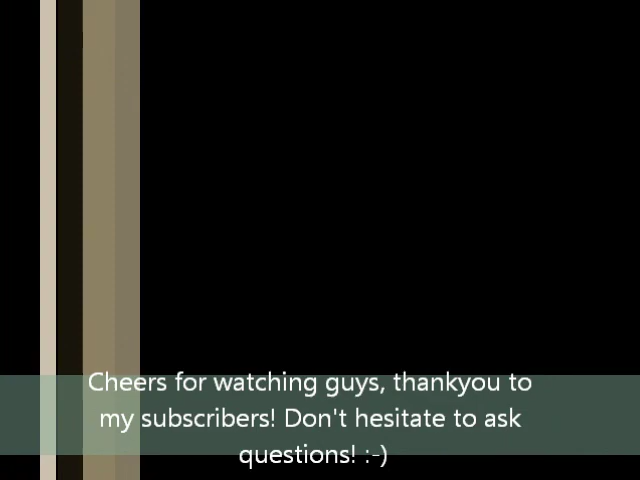 Cheers for watching guys, thankyou to
my subscribers! Don't hesitate to ask
questions! :-)